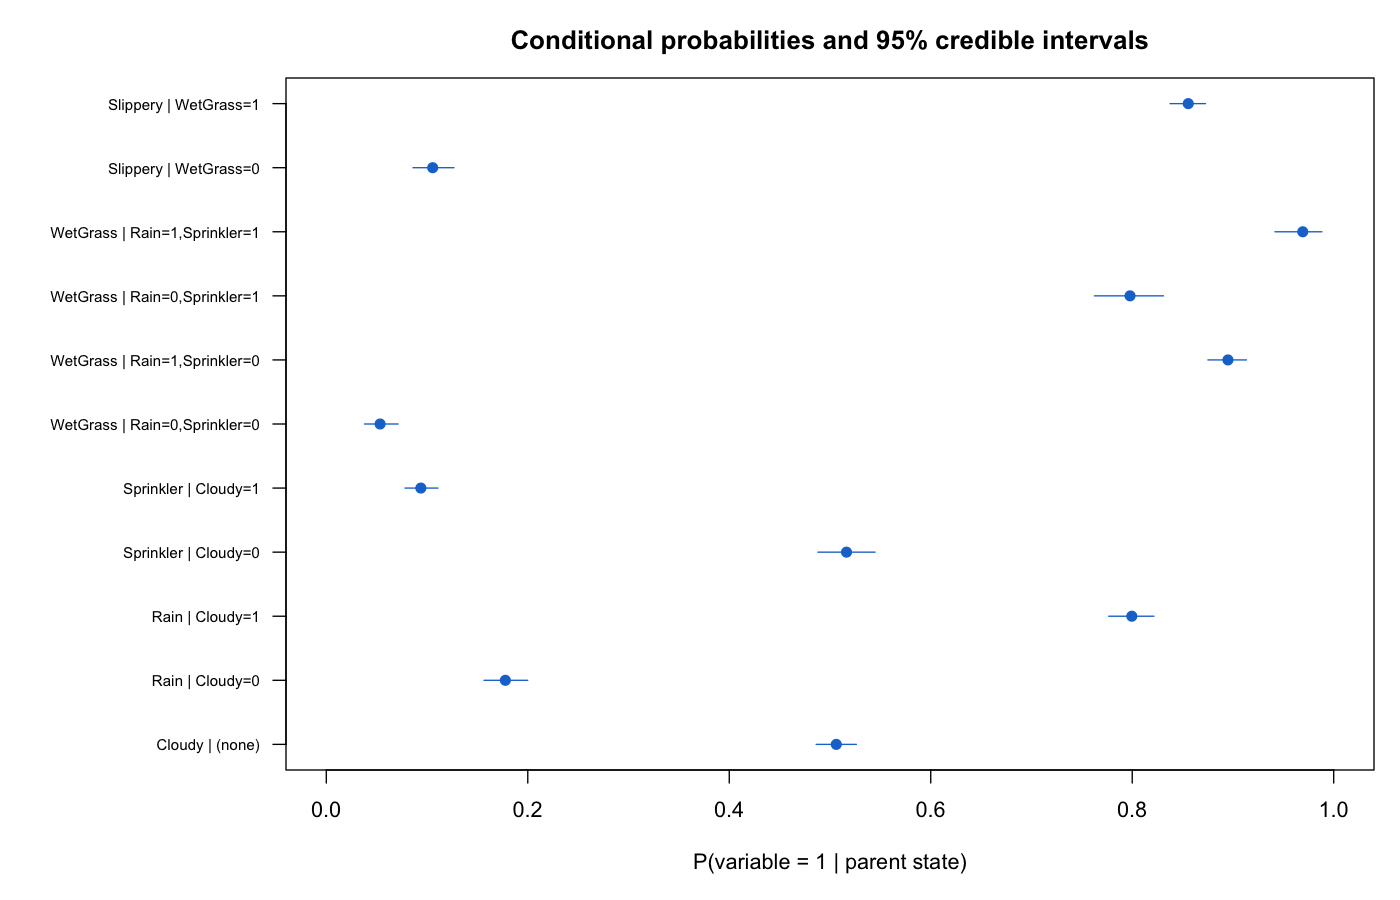 Conditional probabilities and 95% credible intervals
Slippery | WetGrass=1
Slippery | WetGrass=0
WetGrass | Rain=1,Sprinkler=1
WetGrass | Rain=0,Sprinkler=1
WetGrass | Rain=1,Sprinkler=0
WetGrass | Rain=0,Sprinkler=0
Sprinkler | Cloudy=1
Sprinkler | Cloudy=0
Rain | Cloudy=1
Rain | Cloudy=0
Cloudy | (none)
0.0 0.2 0.4 0.6 0.8 1.0
P(variable = 1 | parent state)